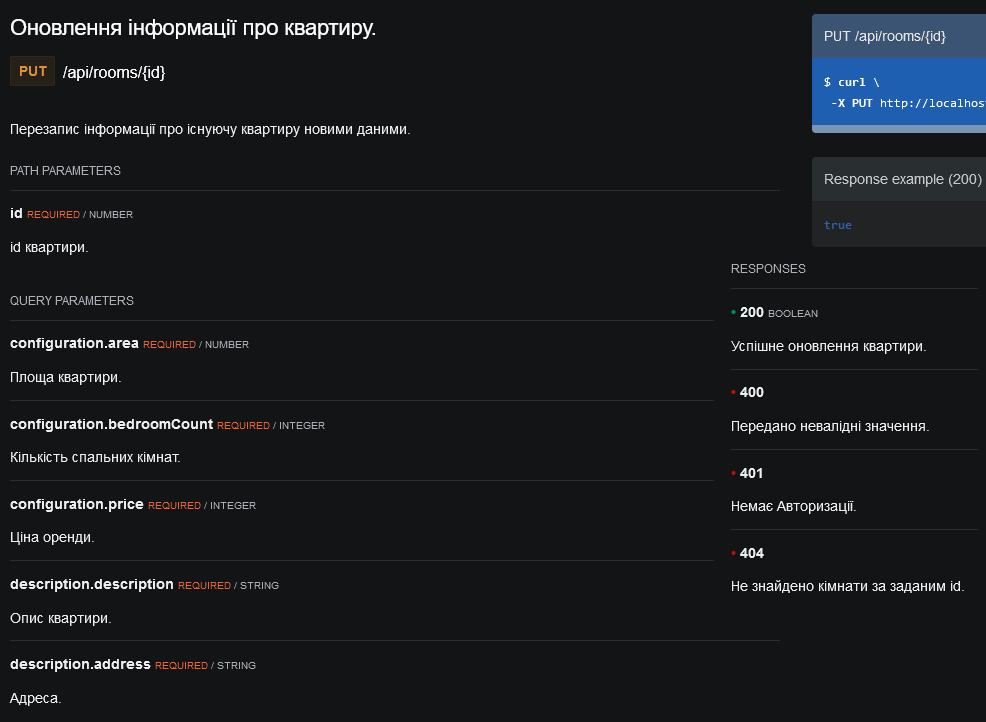 Оновлення інформації про квартиру.
PUT /api/rooms/{id}
Перезапис інформації про існуючу квартиру новими даними.
PATH PARAMETERS
id REQUIRED / NUMBER
id квартири.
QUERY PARAMETERS
configuration.area REQUIRED / NUMBER
Площа квартири.
configuration.bedroomCount REQUIRED / INTEGER
Кількість спальних кімнат.
configuration.price REQUIRED / INTEGER
Ціна оренди.
description.description REQUIRED / STRING
Опис квартири.
description.address REQUIRED / STRING
Адреса.
PUT /api/rooms/{id}
$ curl \
-X PUT http://localhos
Response example (200)
true
RESPONSES
• 200 BOOLEAN
Успішне оновлення квартири.
• 400
Передано невалідні значення.
• 401
Немає Авторизації.
• 404
Не знайдено кімнати за заданим id.